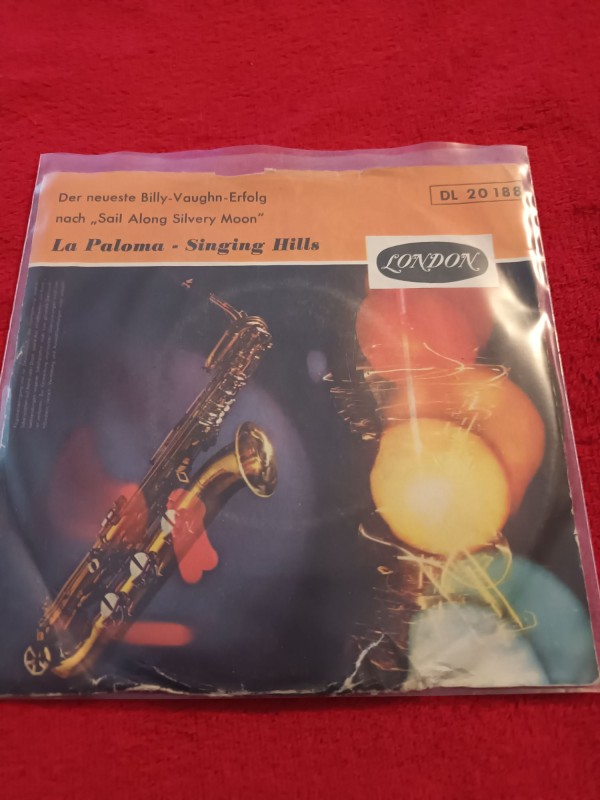 Der neueste Billy-Vaughn-Erfolg
nach „Sail Along Silvery Moon“
DL 20 188
La Paloma - Singing Hills
LONDON